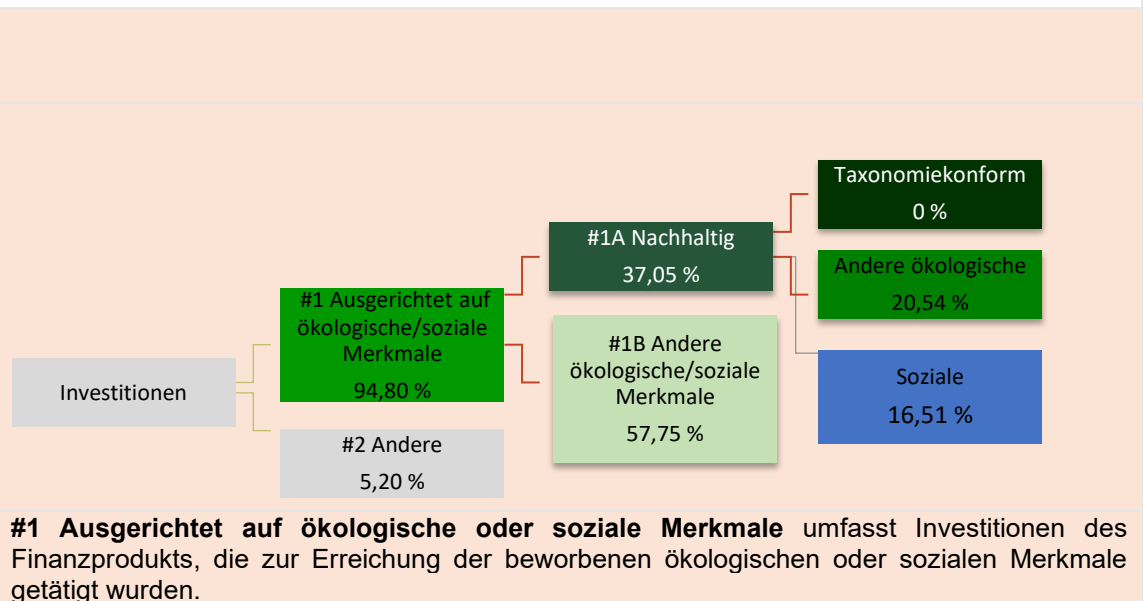 Investitionen
#1 Ausgerichtet auf
ökologische/soziale
Merkmale
94,80 %
#2 Andere
5,20 %
#1A Nachhaltig
37,05 %
#1B Andere
ökologische/soziale
Merkmale
57,75 %
Taxonomiekonform
0 %
Andere ökologische
20,54 %
Soziale
16,51 %
#1 Ausgerichtet auf ökologische oder soziale Merkmale umfasst Investitionen des
Finanzprodukts, die zur Erreichung der beworbenen ökologischen oder sozialen Merkmale
getätigt wurden.